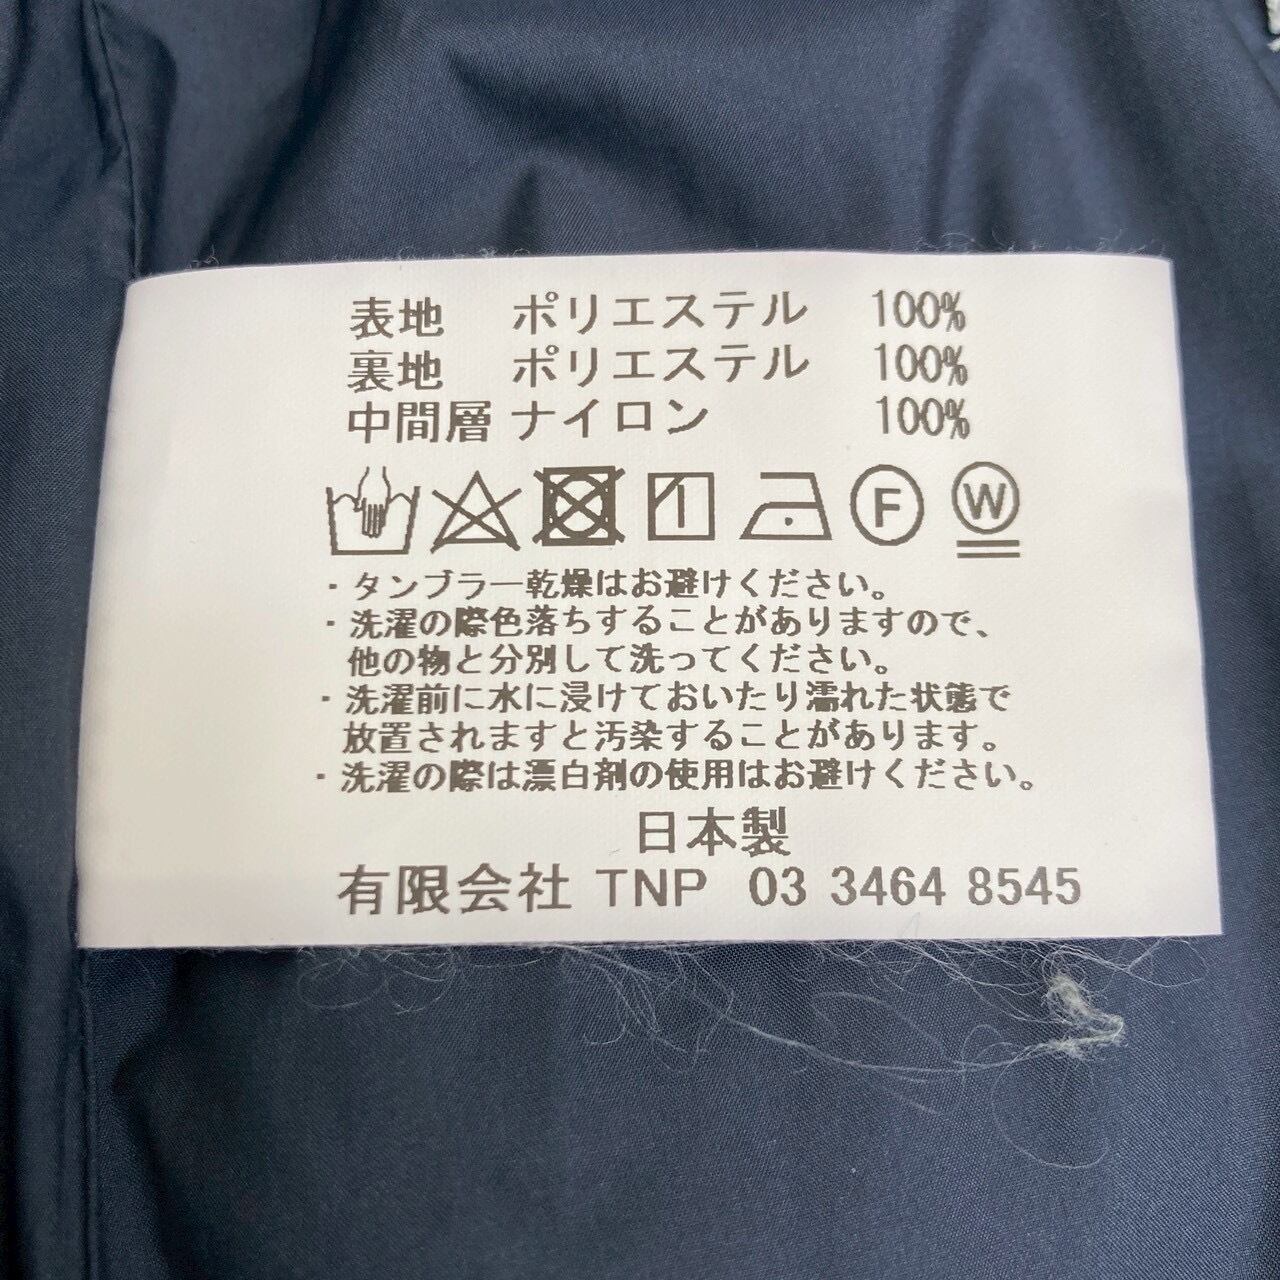 表地 ポリエステル 100%
裏地 ポリエステル 100%
中間層 ナイロン 100%
F W
・タンブラー乾燥はお避けください。
・洗濯の際色落ちすることがありますので、
他の物と分別して洗ってください。
・洗濯前に水に浸けておいたり濡れた状態で
放置されますと汚染することがあります。
・洗濯の際は漂白剤の使用はお避けください。
日本製
有限会社 TNP 03 3464 8545